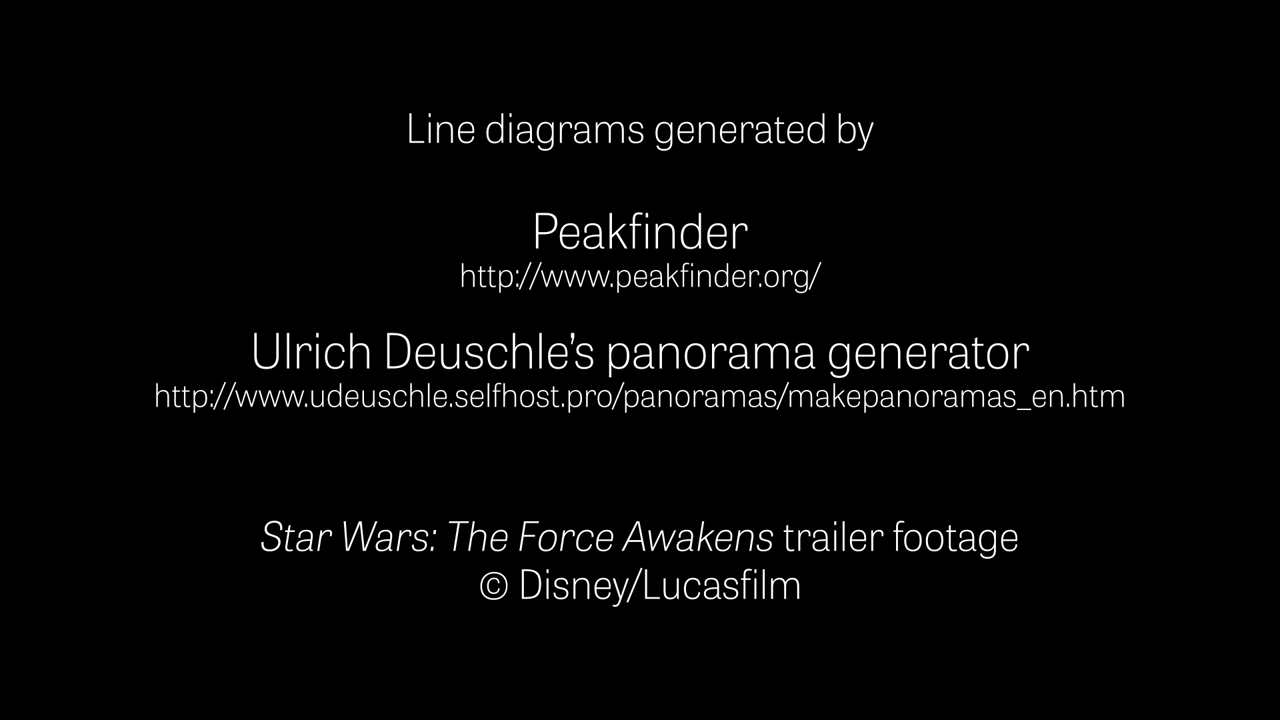 Line diagrams generated by
Peakfinder
http://www.peakfinder.org/
Ulrich Deuschle’s panorama generator
http://www.udeuschle.selfhost.pro/panoramas/makepanoramas_en.htm
Star Wars: The Force Awakens trailer footage
© Disney/Lucasfilm